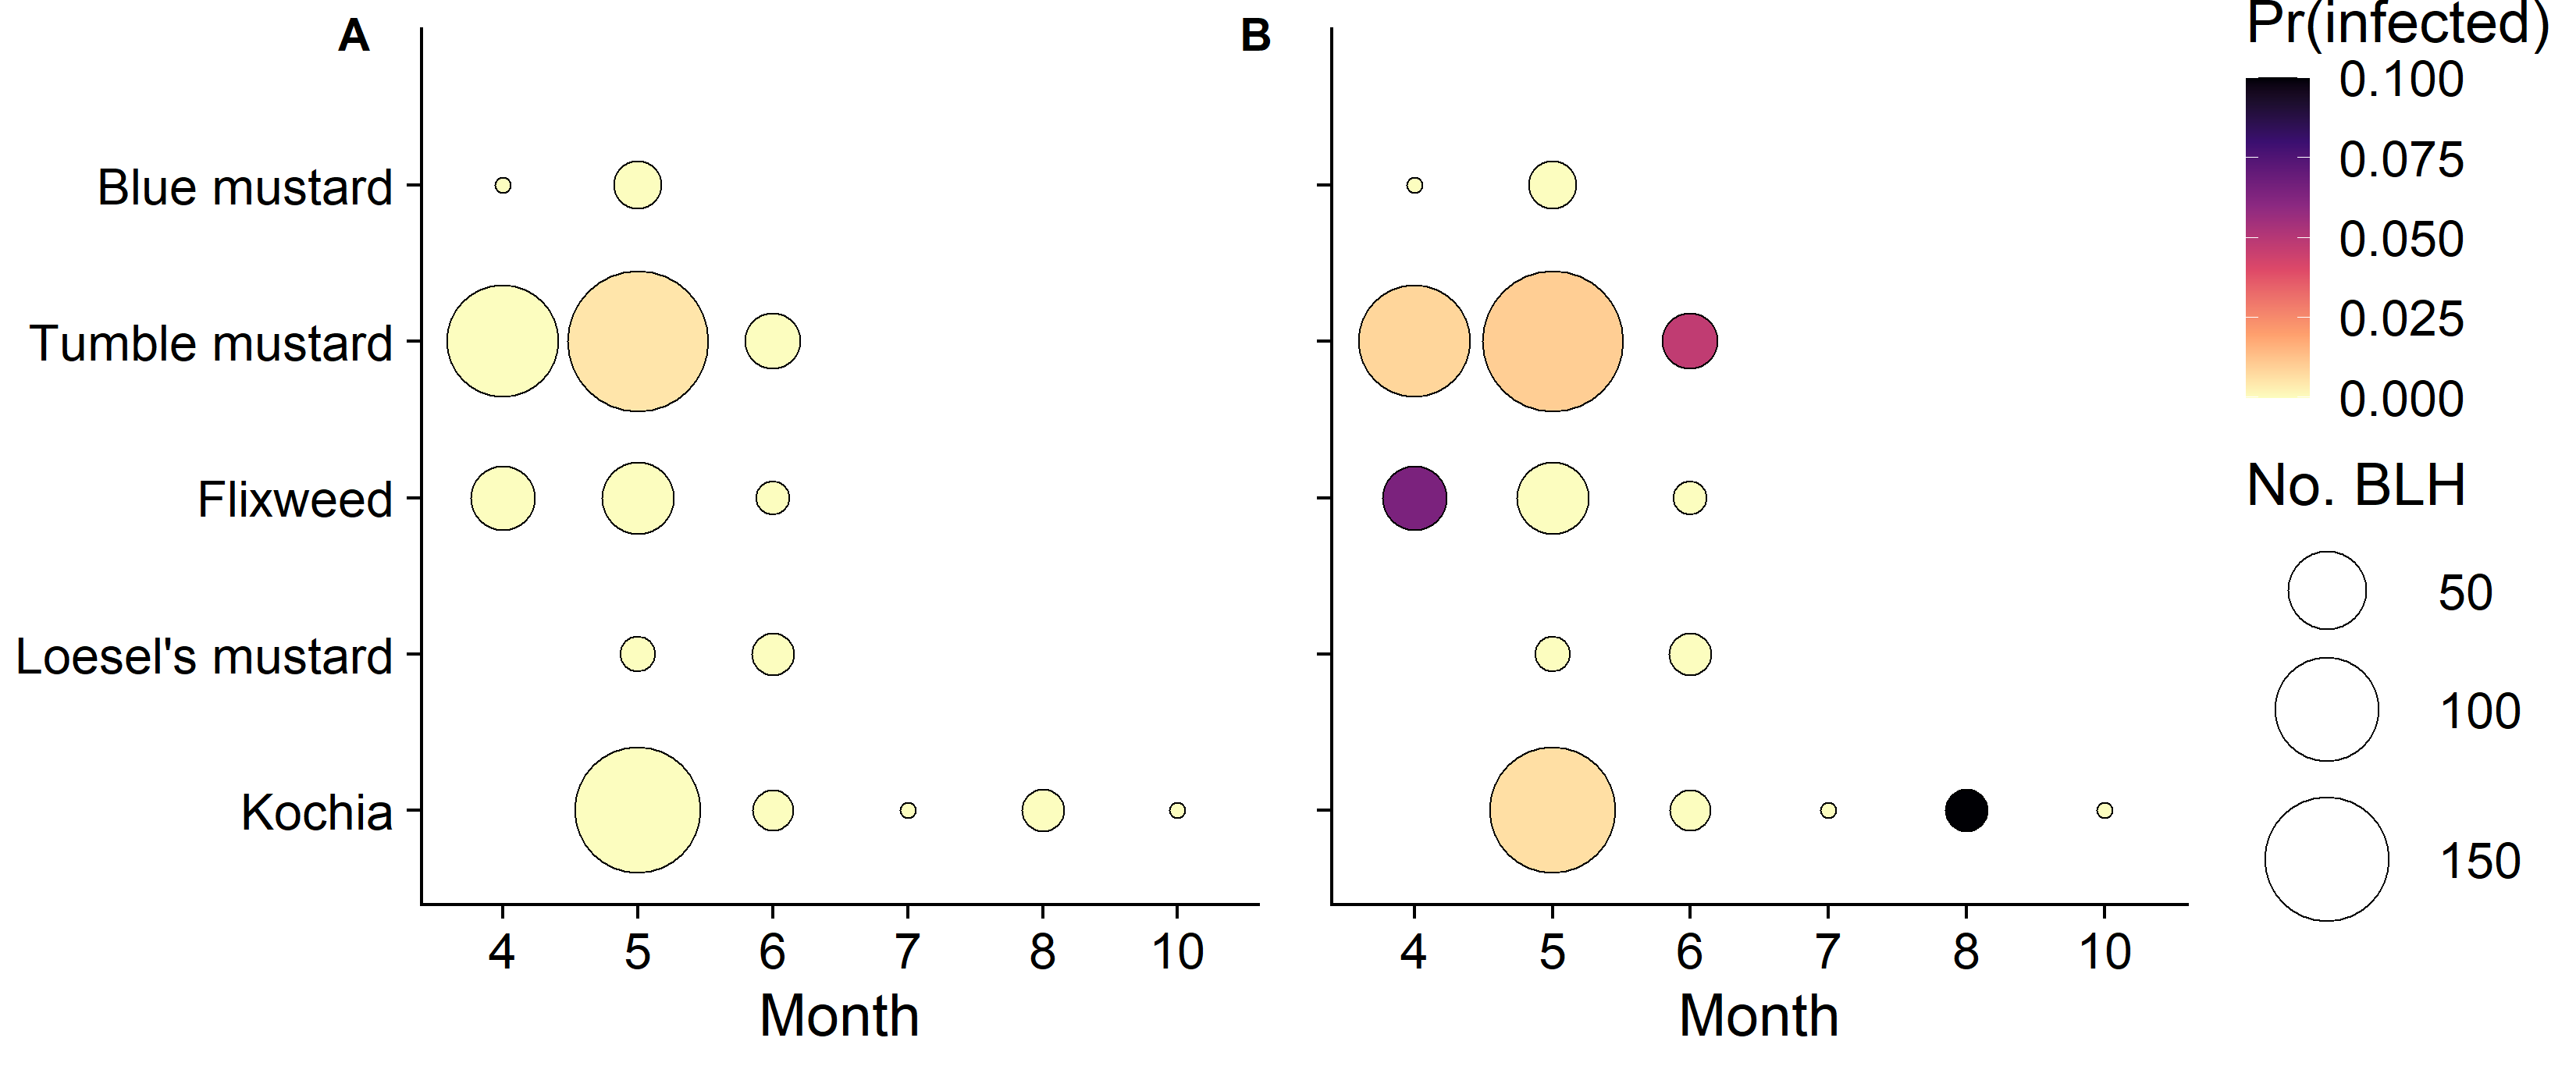 A
B
Blue mustard
Tumble mustard
Flixweed
Loesel's mustard
Kochia
4 5 6 7 8 10
Month
4 5 6 7 8 10
Month
Pr(infected)
0.100
0.075
0.050
0.025
0.000
No. BLH
50
100
150